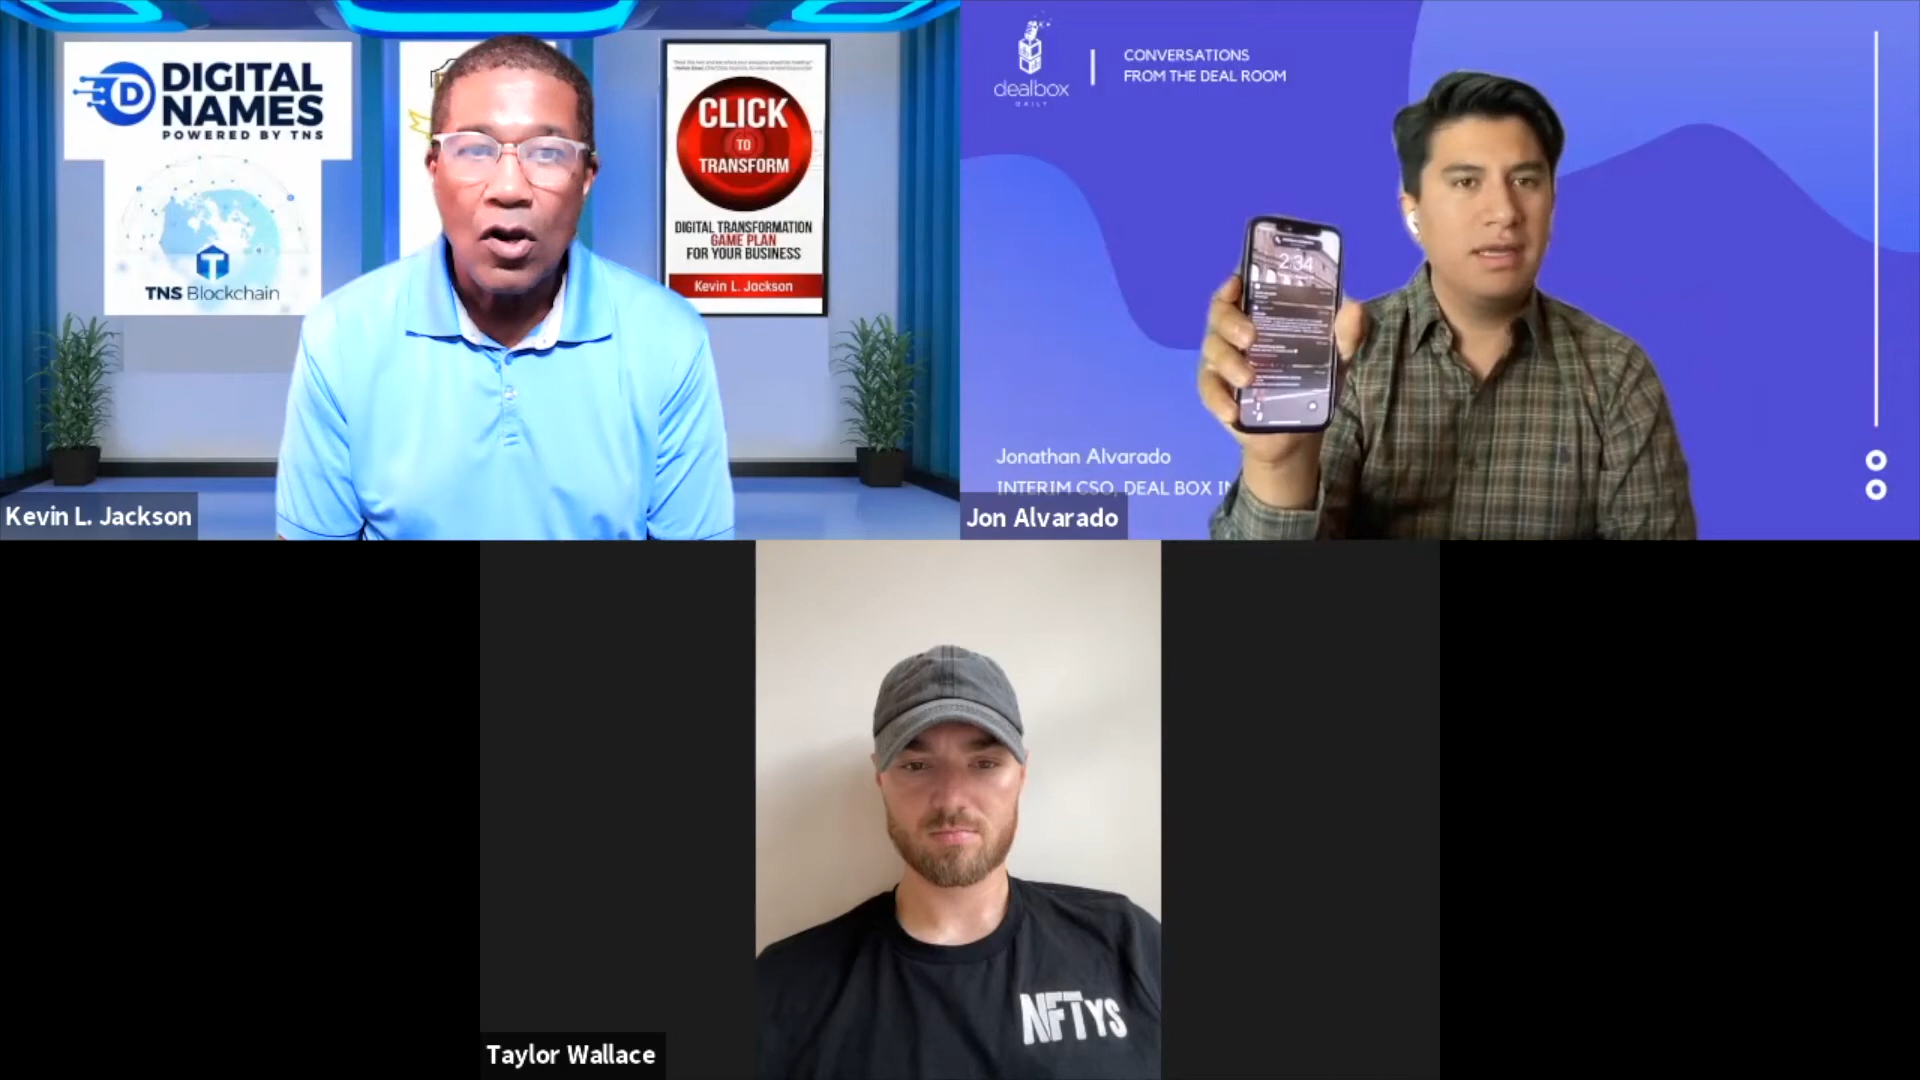 DIGITAL
NAMES
POWERED BY TNS
TNS Blockchain
CLICK
TO
TRANSFORM
DIGITAL TRANSFORMATION
GAME PLAN
FOR YOUR BUSINESS
Kevin L. Jackson
Kevin L. Jackson
dealbox
DAILY
CONVERSATIONS
FROM THE DEAL ROOM
2:34
Jonathan Alvarado
INTERIM CSO, DEAL BOX
Jon Alvarado
NFTYS
Taylor Wallace